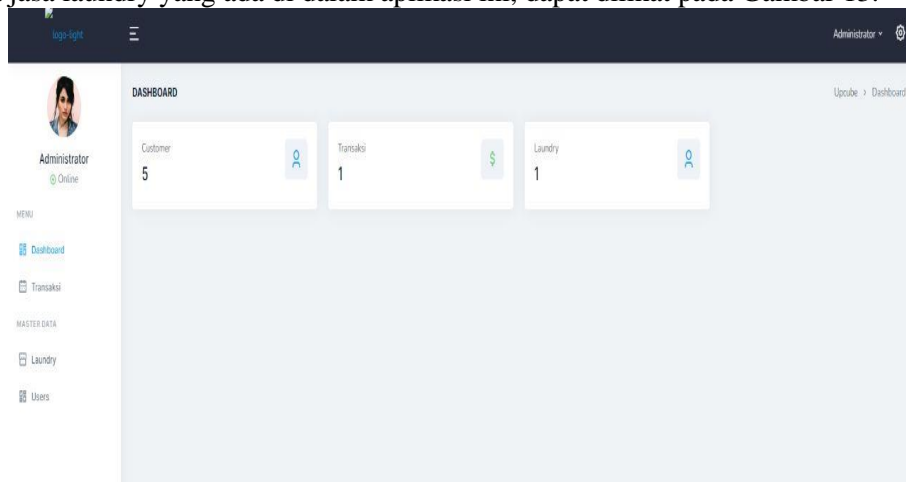 jasa laundry yang ada di dalam aplikasi ini, dapat dilihat pada Gambar 13.
logo-light
Administrator
DASHBOARD
Upcube > Dashboard
Administrator
Online
Customer
5
Transaksi
$
1
Laundry
1
MENU
Dashboard
Transaksi
MASTER DATA
Laundry
Users